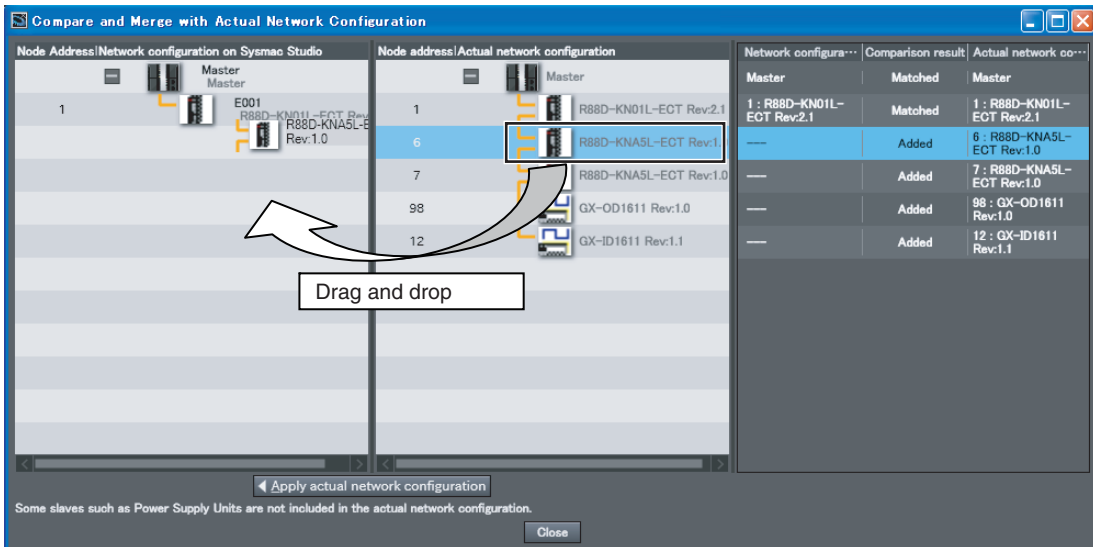 Compare and Merge with Actual Network Configuration
Node Address|Network configuration on Sysmac Studio
Master
Master
1
E001
R88D-KN01L-ECT Rev
R88D-KNA5L-E
Rev:1.0
Node address|Actual network configuration
Master
1 R88D-KN01L-ECT Rev:2.1
6 R88D-KNA5L-ECT Rev:1.
7 R88D-KNA5L-ECT Rev:1.0
98 GX-OD1611 Rev:1.0
12 GX-ID1611 Rev:1.1
Drag and drop
Network configura··· Comparison result Actual network co···
Master Matched Master
1 : R88D-KN01L- Matched 1 : R88D-KN01L-
ECT Rev:2.1 ECT Rev:2.1
--- Added 6 : R88D-KNA5L-
ECT Rev:1.0
--- Added 7 : R88D-KNA5L-
ECT Rev:1.0
--- Added 98 : GX-OD1611
Rev:1.0
--- Added 12 : GX-ID1611
Rev:1.1
Apply actual network configuration
Some slaves such as Power Supply Units are not included in the actual network configuration.
Close